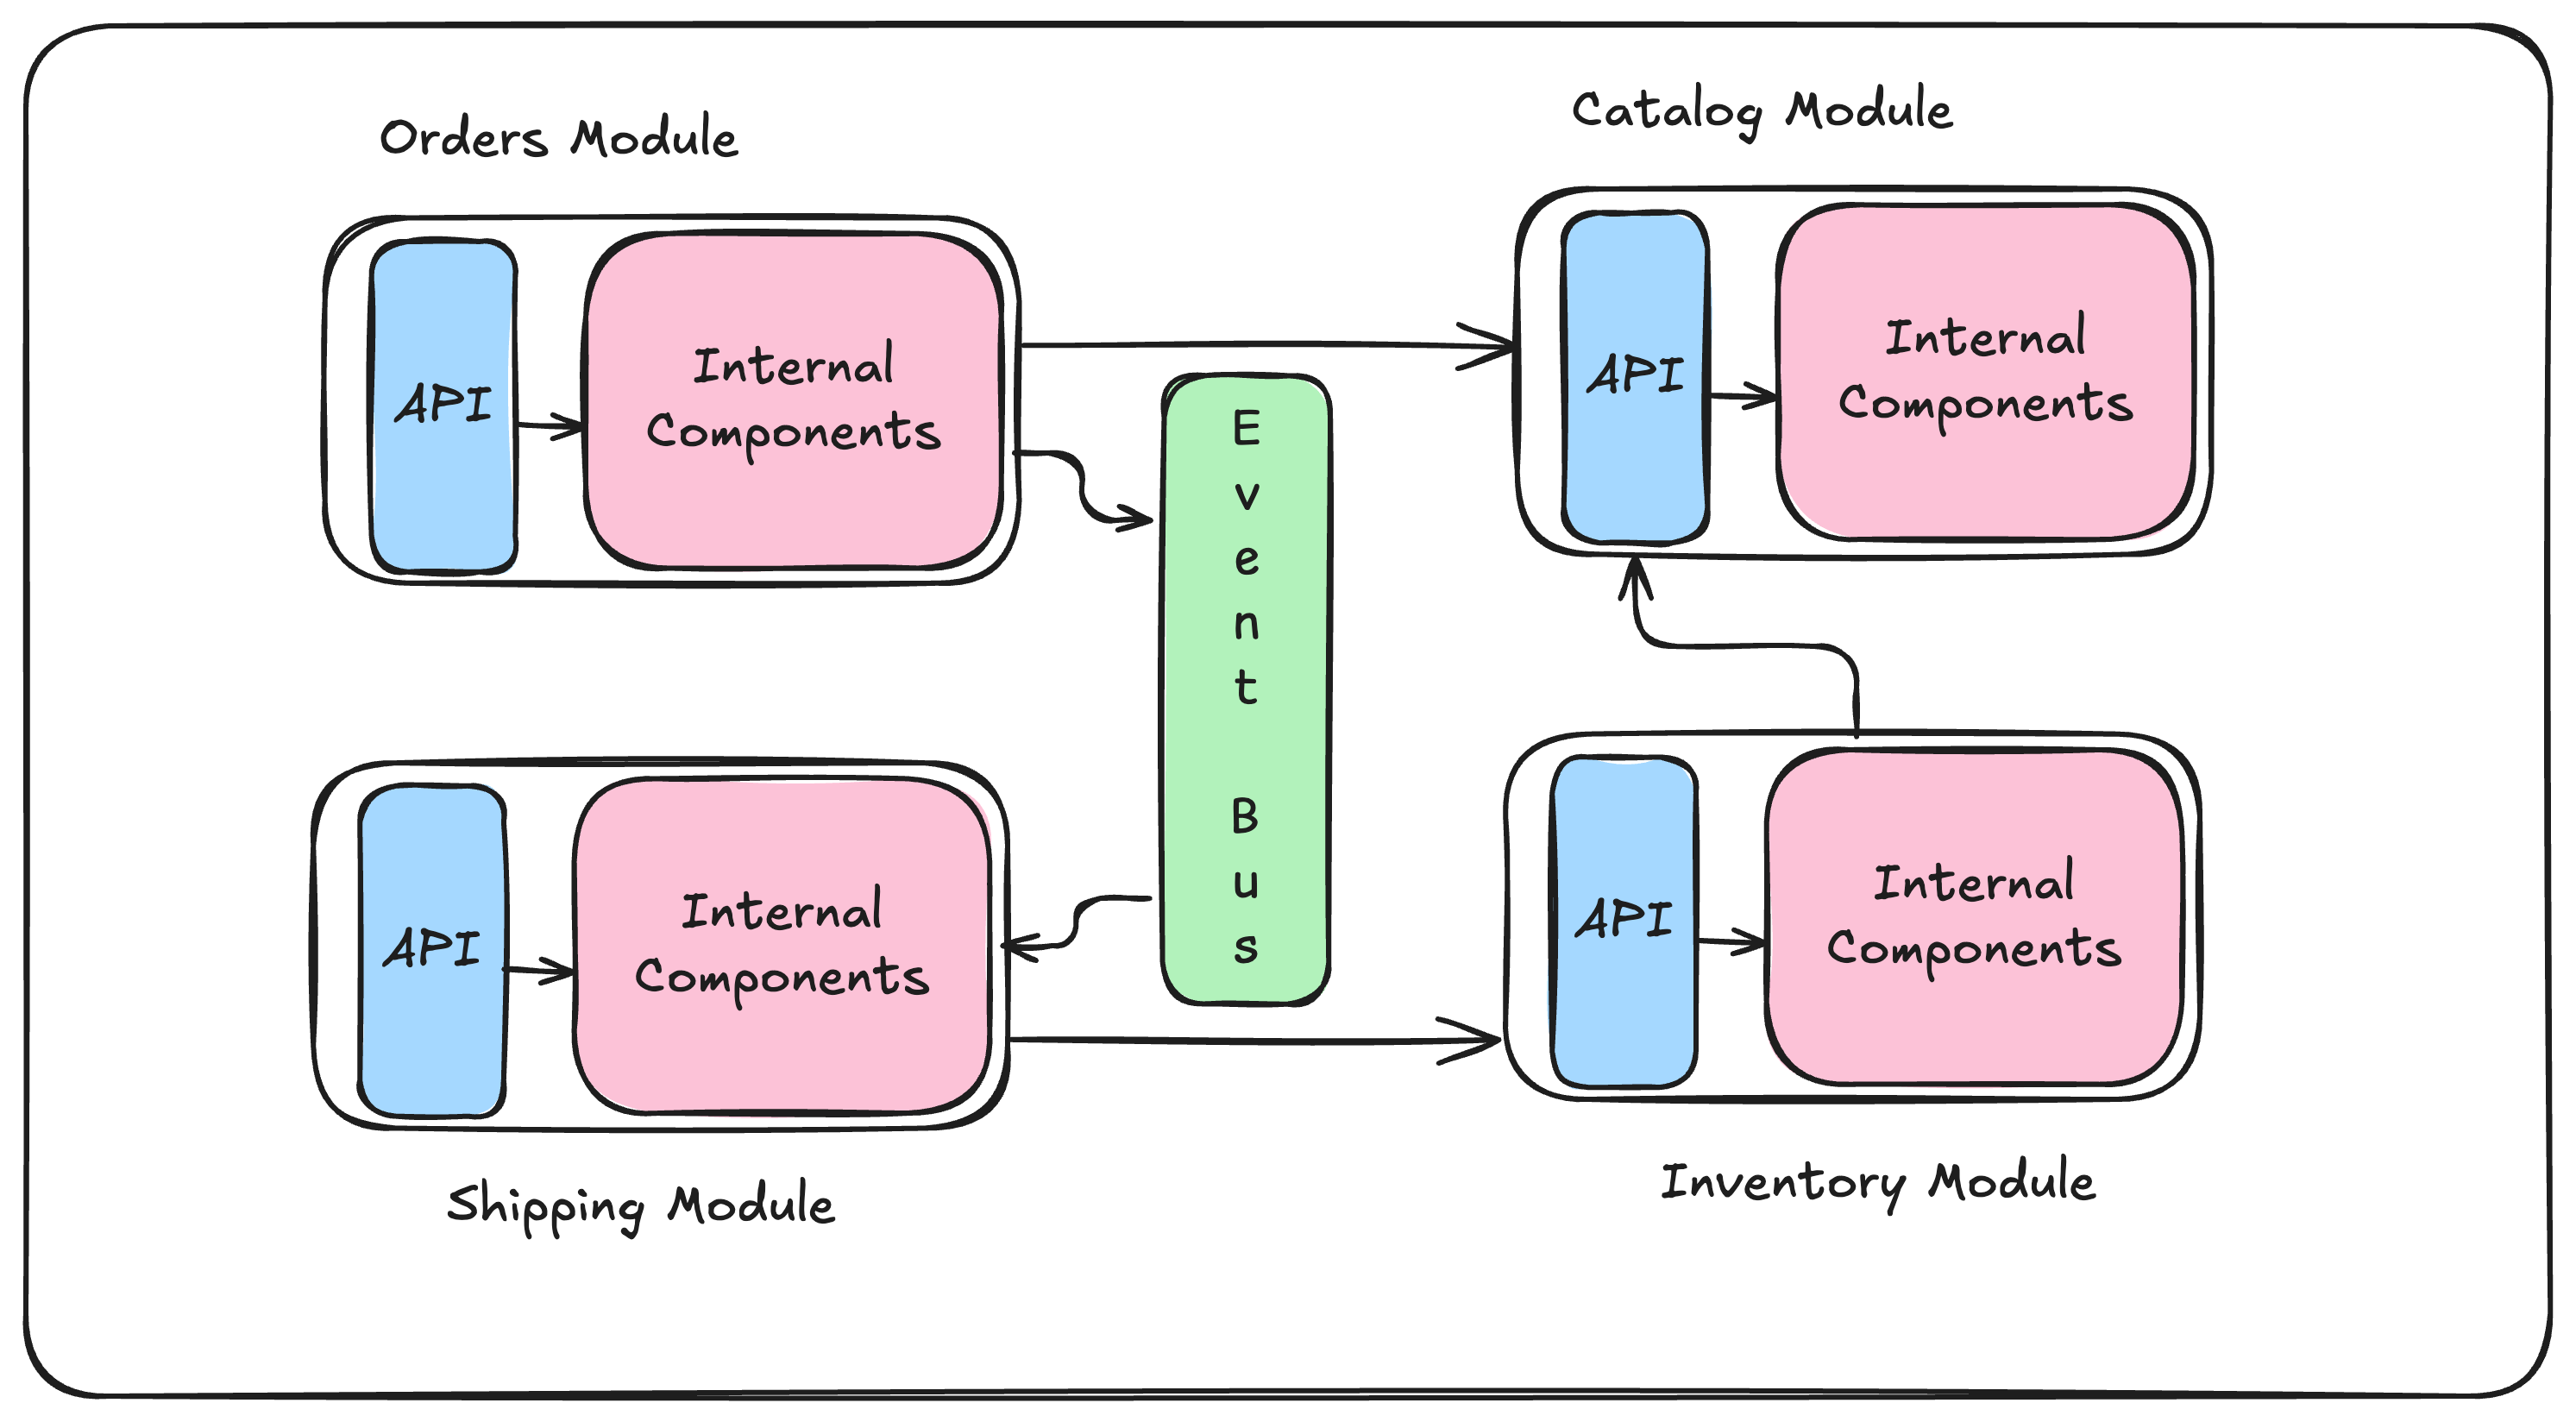 Orders Module
API
Internal
Components
Catalog Module
API
Internal
Components
Event Bus
API
Internal
Components
Shipping Module
API
Internal
Components
Inventory Module